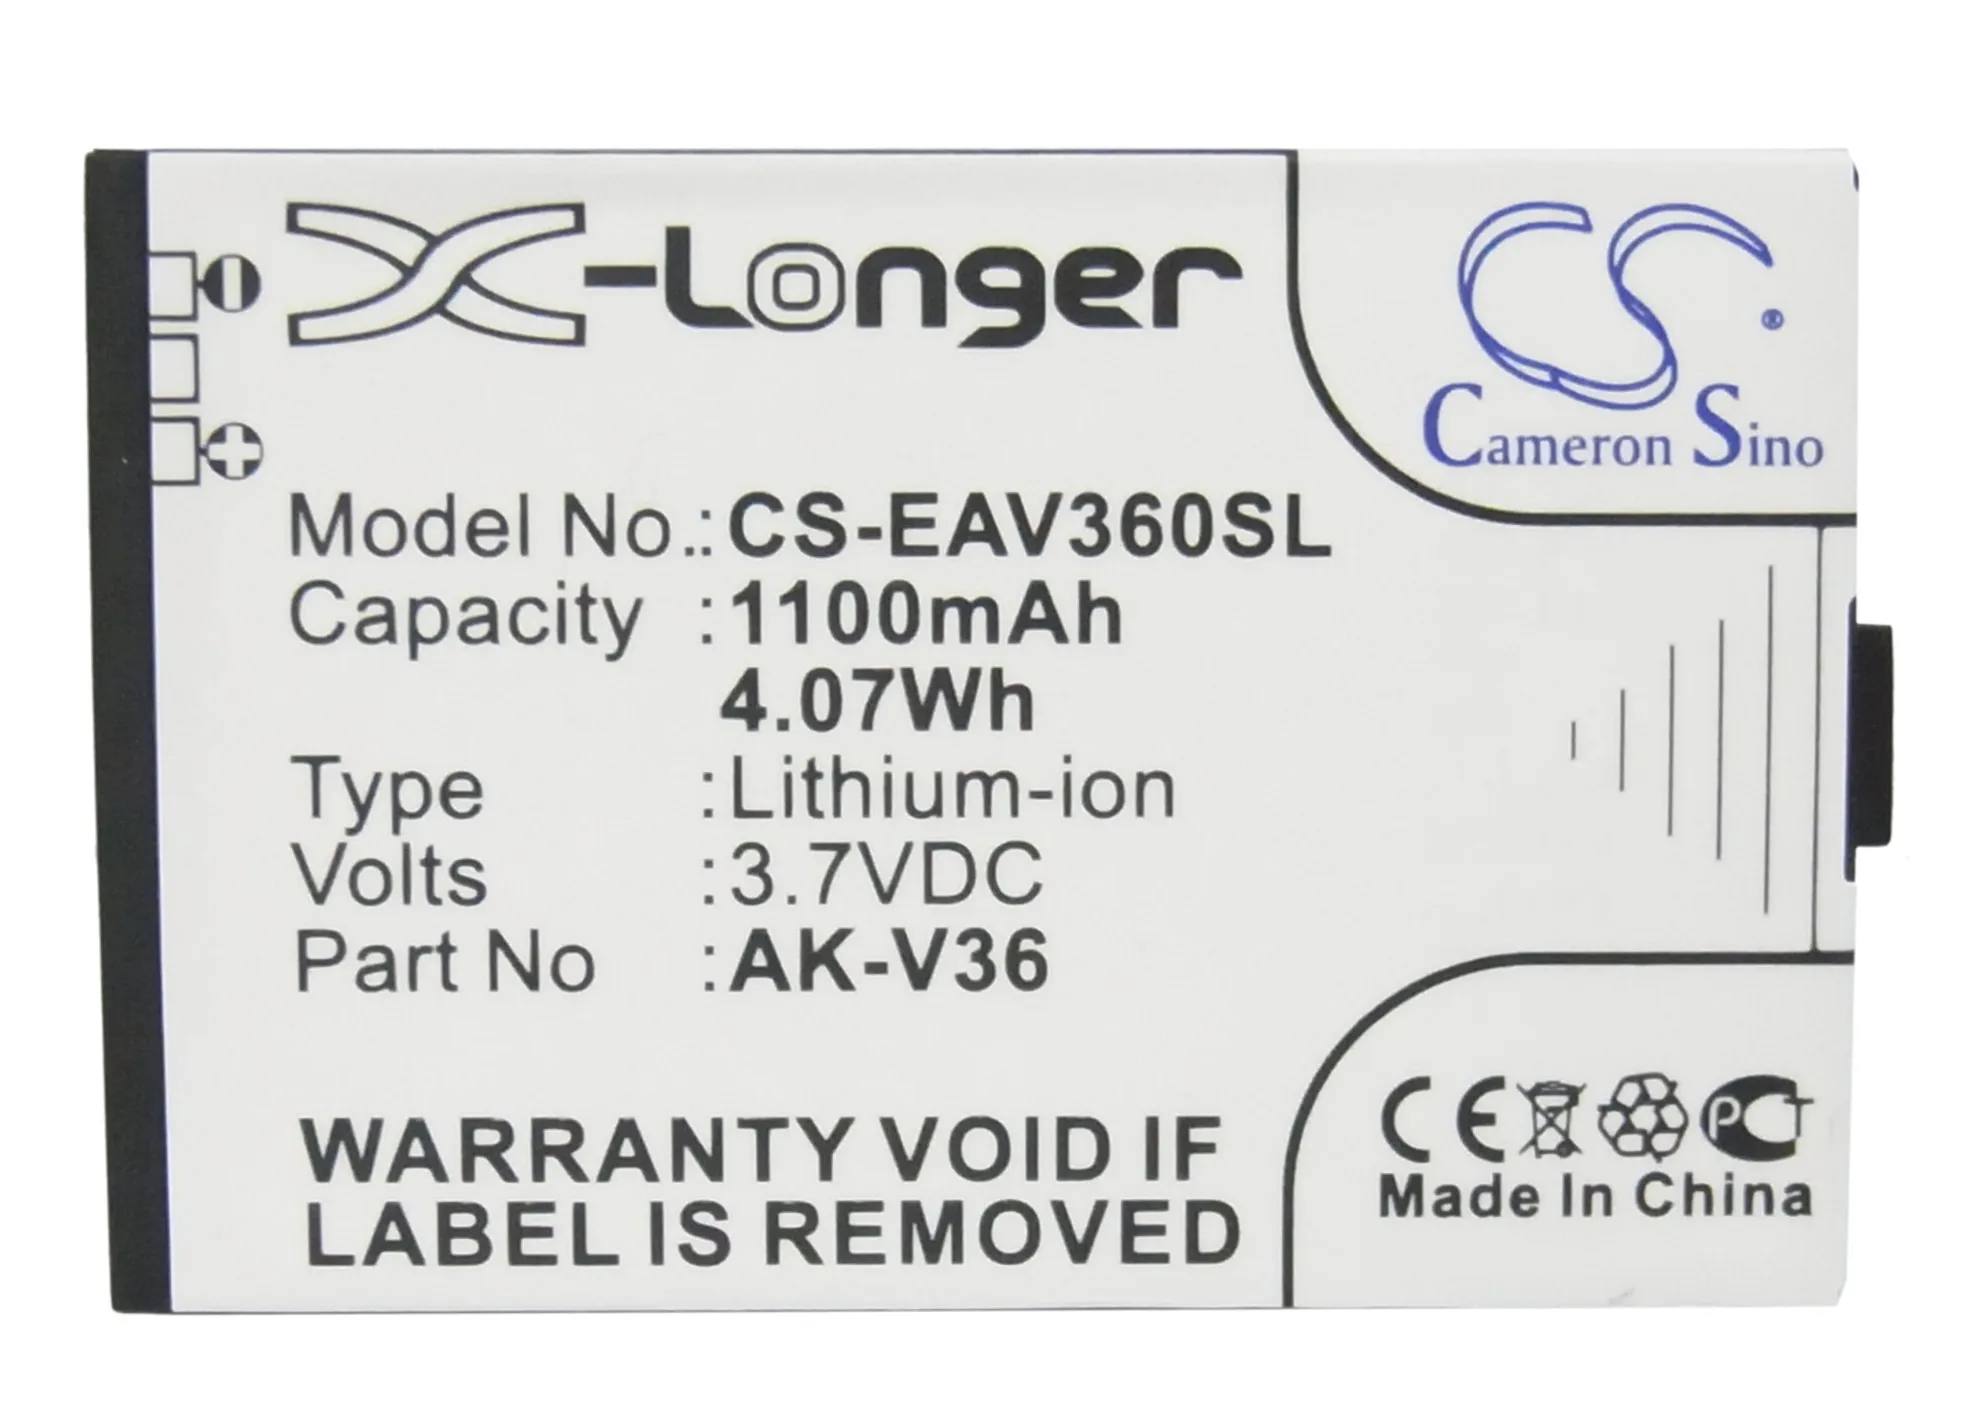 X-Longer
CS ®
Cameron Sino
Model No.: CS-EAV360SL
Capacity : 1100mAh
4.07Wh
Type : Lithium-ion
Volts : 3.7VDC
Part No : AK-V36
WARRANTY VOID IF
LABEL IS REMOVED
CE PCT
Made In China